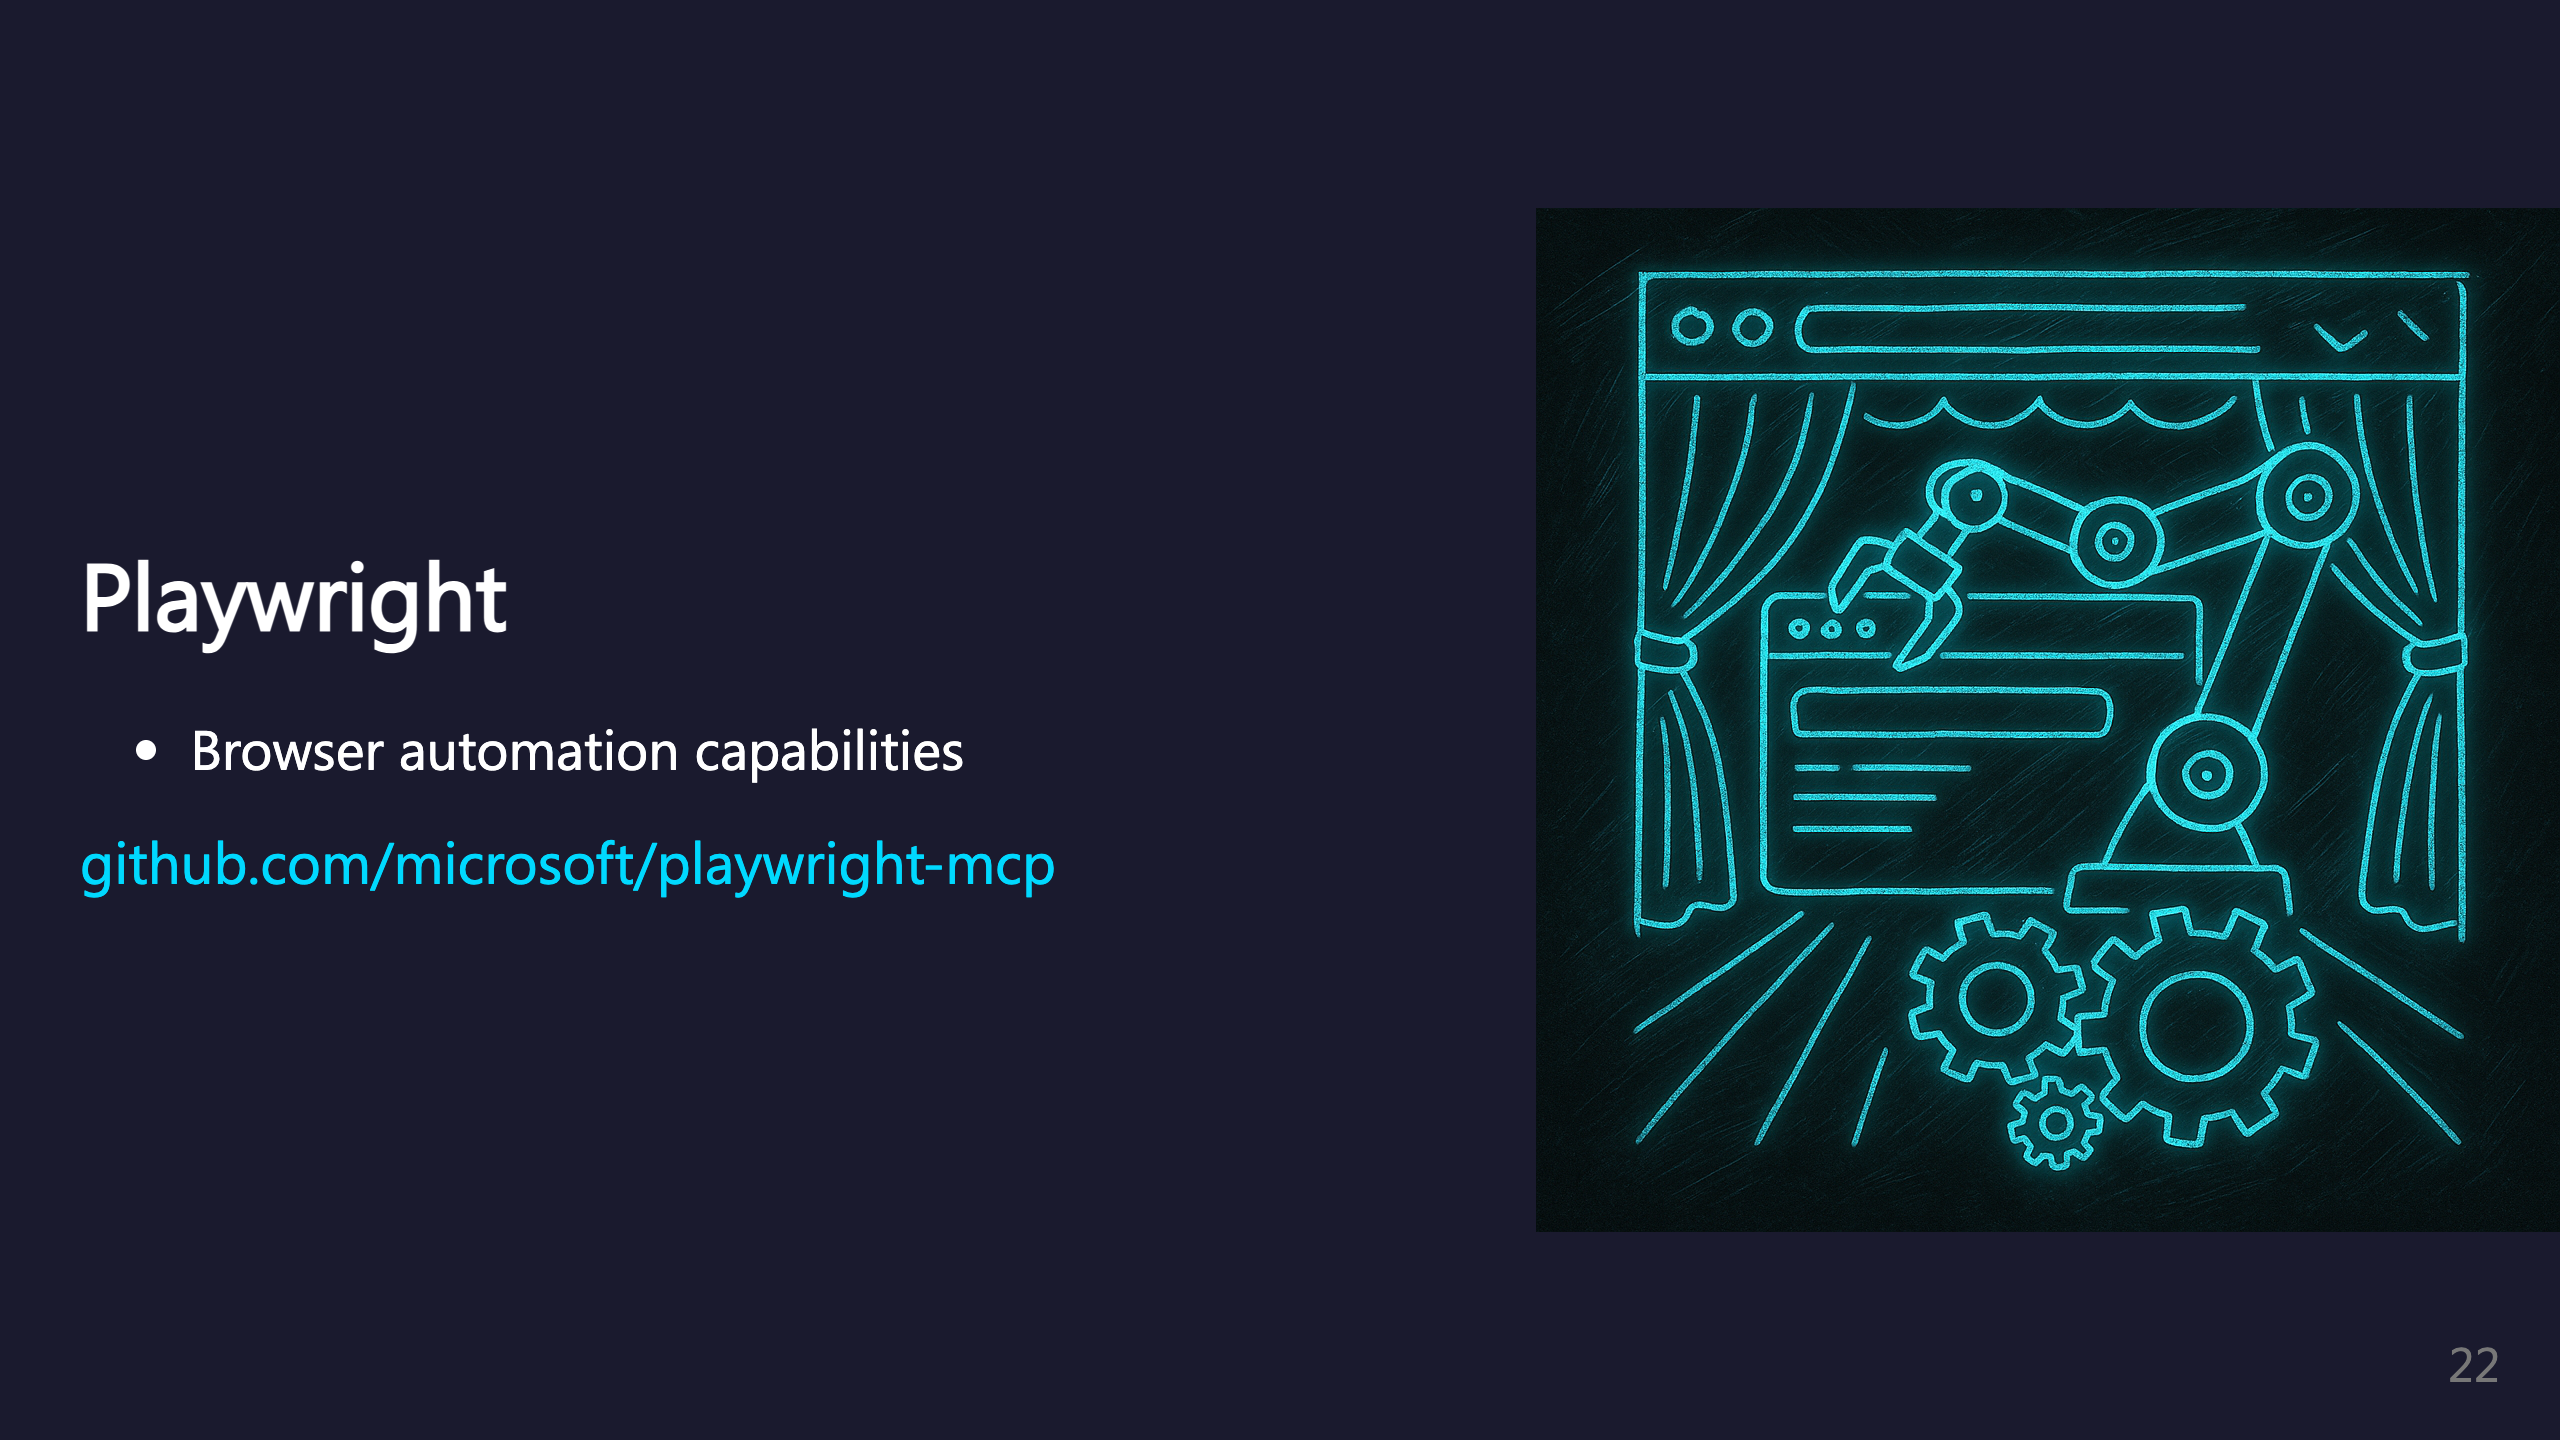 Playwright
• Browser automation capabilities
github.com/microsoft/playwright-mcp
22